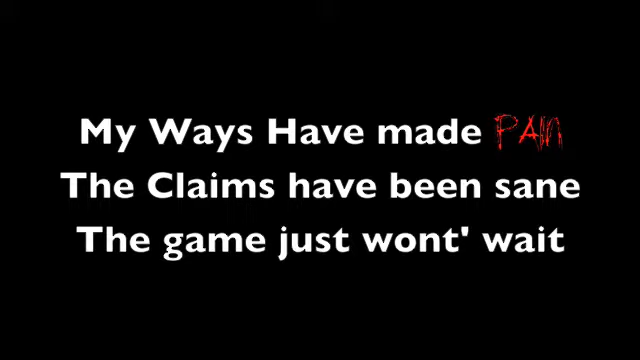 My Ways Have made PAIN
The Claims have been sane
The game just wont' wait